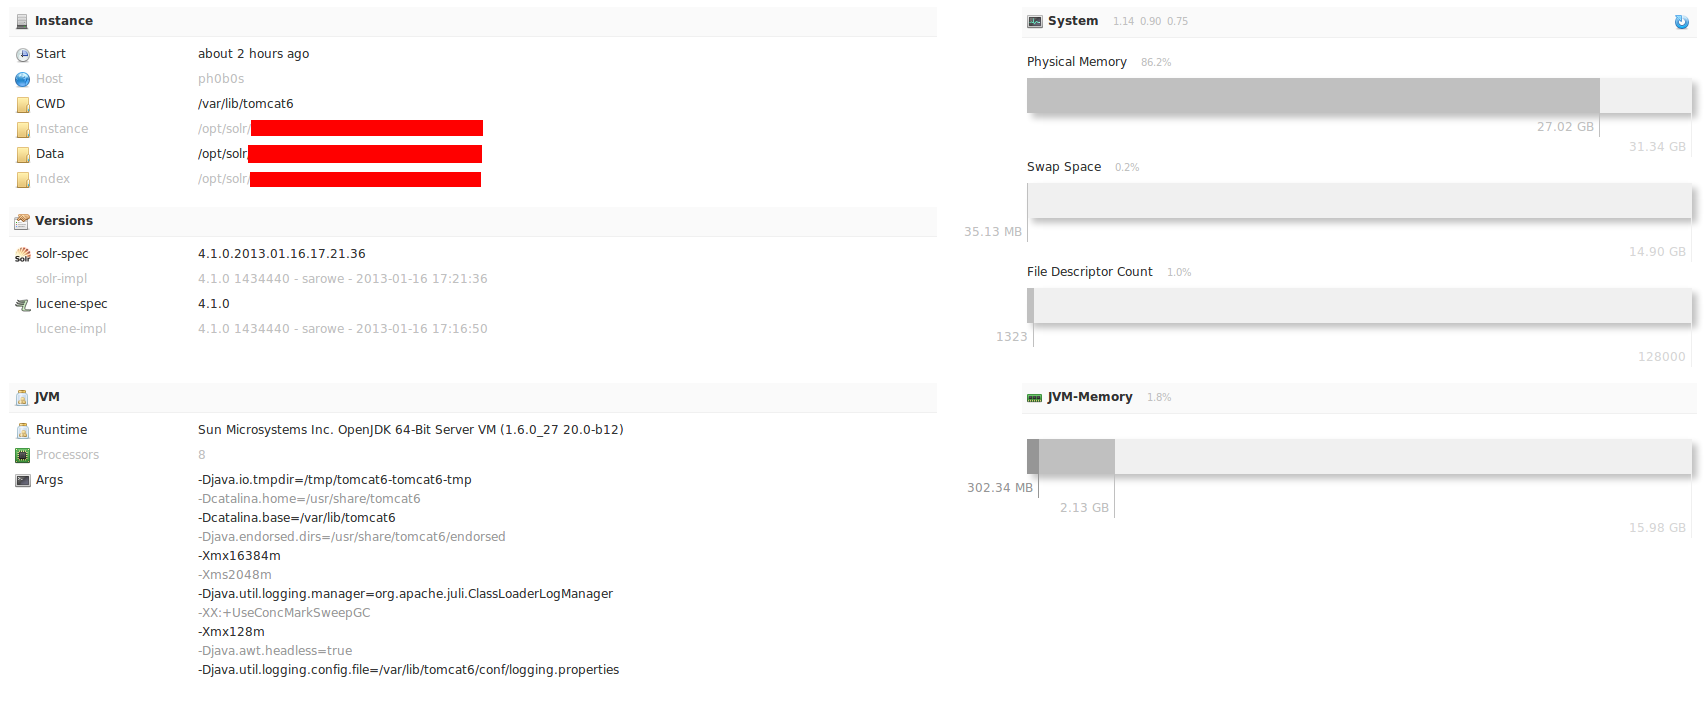 Instance
Start about 2 hours ago
Host ph0b0s
CWD /var/lib/tomcat6
Instance /opt/solr/
Data /opt/solr
Index /opt/solr/
Versions
solr-spec 4.1.0.2013.01.16.17.21.36
solr-impl 4.1.0 1434440 - sarowe - 2013-01-16 17:21:36
lucene-spec 4.1.0
lucene-impl 4.1.0 1434440 - sarowe - 2013-01-16 17:16:50
JVM
Runtime Sun Microsystems Inc. OpenJDK 64-Bit Server VM (1.6.0_27 20.0-b12)
Processors 8
Args -Djava.io.tmpdir=/tmp/tomcat6-tomcat6-tmp
-Dcatalina.home=/usr/share/tomcat6
-Dcatalina.base=/var/lib/tomcat6
-Djava.endorsed.dirs=/usr/share/tomcat6/endorsed
-Xmx16384m
-Xms2048m
-Djava.util.logging.manager=org.apache.juli.ClassLoaderLogManager
-XX:+UseConcMarkSweepGC
-Xmx128m
-Djava.awt.headless=true
-Djava.util.logging.config.file=/var/lib/tomcat6/conf/logging.properties
System 1.14 0.90 0.75
Physical Memory 86.2%
27.02 GB
31.34 GB
Swap Space 0.2%
35.13 MB
14.90 GB
File Descriptor Count 1.0%
1323
128000
JVM-Memory 1.8%
302.34 MB
2.13 GB
15.98 GB